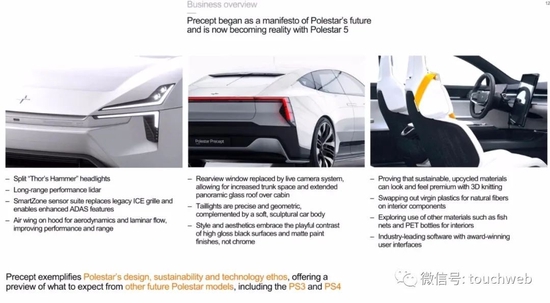 Business overview
12
Precept began as a manifesto of Polestar's future
and is now becoming reality with Polestar 5
Polestar Precept
– Split "Thor's Hammer" headlights
– Long-range performance lidar
– SmartZone sensor suite replaces legacy ICE grille and
enables enhanced ADAS features
– Air wing on hood for aerodynamics and laminar flow,
improving performance and range
– Rearview window replaced by live camera system,
allowing for increased trunk space and extended
panoramic glass roof over cabin
– Taillights are precise and geometric,
complemented by a soft, sculptural car body
– Style and aesthetics embrace the playful contrast
of high gloss black surfaces and matte paint
finishes, not chrome
– Proving that sustainable, upcycled materials
can look and feel premium with 3D knitting
– Swapping out virgin plastics for natural fibers
on interior components
– Exploring use of other materials such as fish
nets and PET bottles for interiors
– Industry-leading software with award-winning
user interfaces
Precept exemplifies Polestar's design, sustainability and technology ethos, offering a
preview of what to expect from other future Polestar models, including the PS3 and PS4
微信号: touchweb